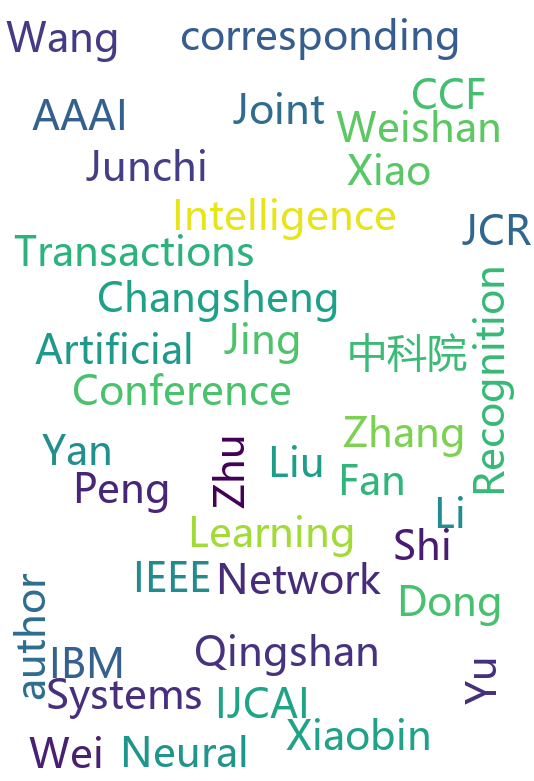 Wang
corresponding
CCF
AAAI
Joint
Weishan
Junchi
Xiao
Intelligence
JCR
Transactions
Recognition
Changsheng
Jing
Artificial
中科院
Conference
Zhang
Yan
Zhu
Liu
Peng
Fan
Li
Learning
Shi
IEEE
Network
Dong
author
Qingshan
IBM
Yu
Systems
IJCAI
Xiaobin
Wei
Neural